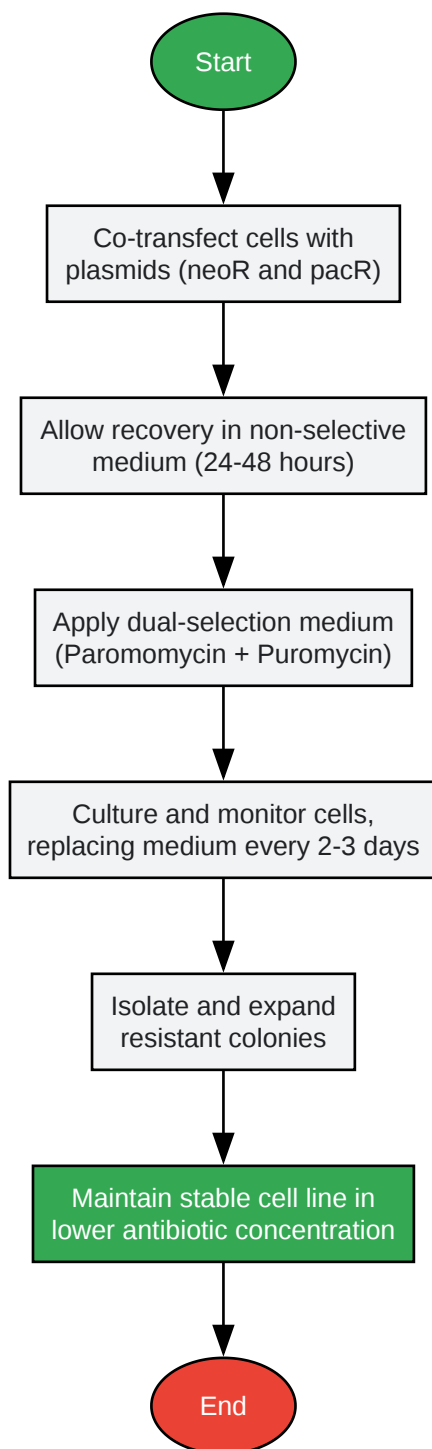 Start
Co-transfect cells with
plasmids (neoR and pacR)
Allow recovery in non-selective
medium (24-48 hours)
Apply dual-selection medium
(Paromomycin + Puromycin)
Culture and monitor cells,
replacing medium every 2-3 days
Isolate and expand
resistant colonies
Maintain stable cell line in
lower antibiotic concentration
End